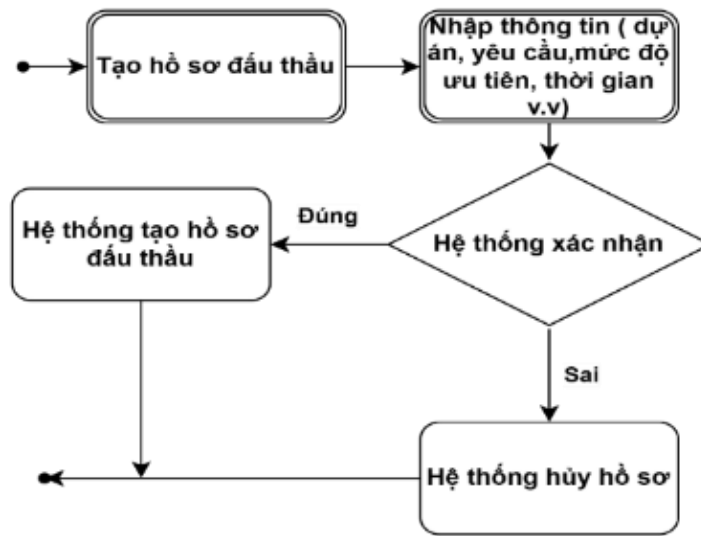 Tạo hồ sơ đấu thầu
Nhập thông tin ( dự
án, yêu cầu,mức độ
ưu tiên, thời gian
v.v)
Hệ thống xác nhận
Đúng
Hệ thống tạo hồ sơ
đấu thầu
Sai
Hệ thống hủy hồ sơ